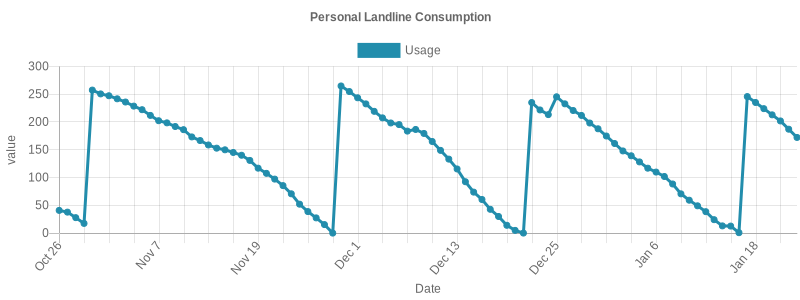 Personal Landline Consumption
Usage
300
250
200
150
100
50
0
value
Oct 26
Nov 7
Nov 19
Dec 1
Dec 13
Dec 25
Jan 6
Jan 18
Date